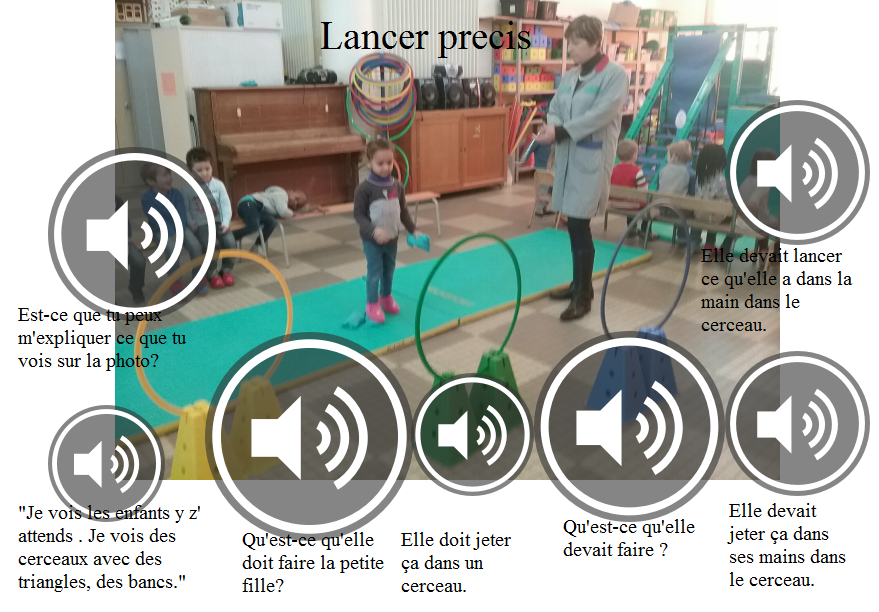 Lancer precis
Est-ce que tu peux
m'expliquer ce que tu
vois sur la photo?
Elle devait lancer
ce qu'elle a dans la
main dans le
cerceau.
"Je vois les enfants y z'
attends . Je vois des
cerceaux avec des
triangles, des bancs."
Qu'est-ce qu'elle
doit faire la petite
fille?
Elle doit jeter
ça dans un
cerceau.
Qu'est-ce qu'elle
devait faire ?
Elle devait
jeter ça dans
ses mains dans
le cerceau.